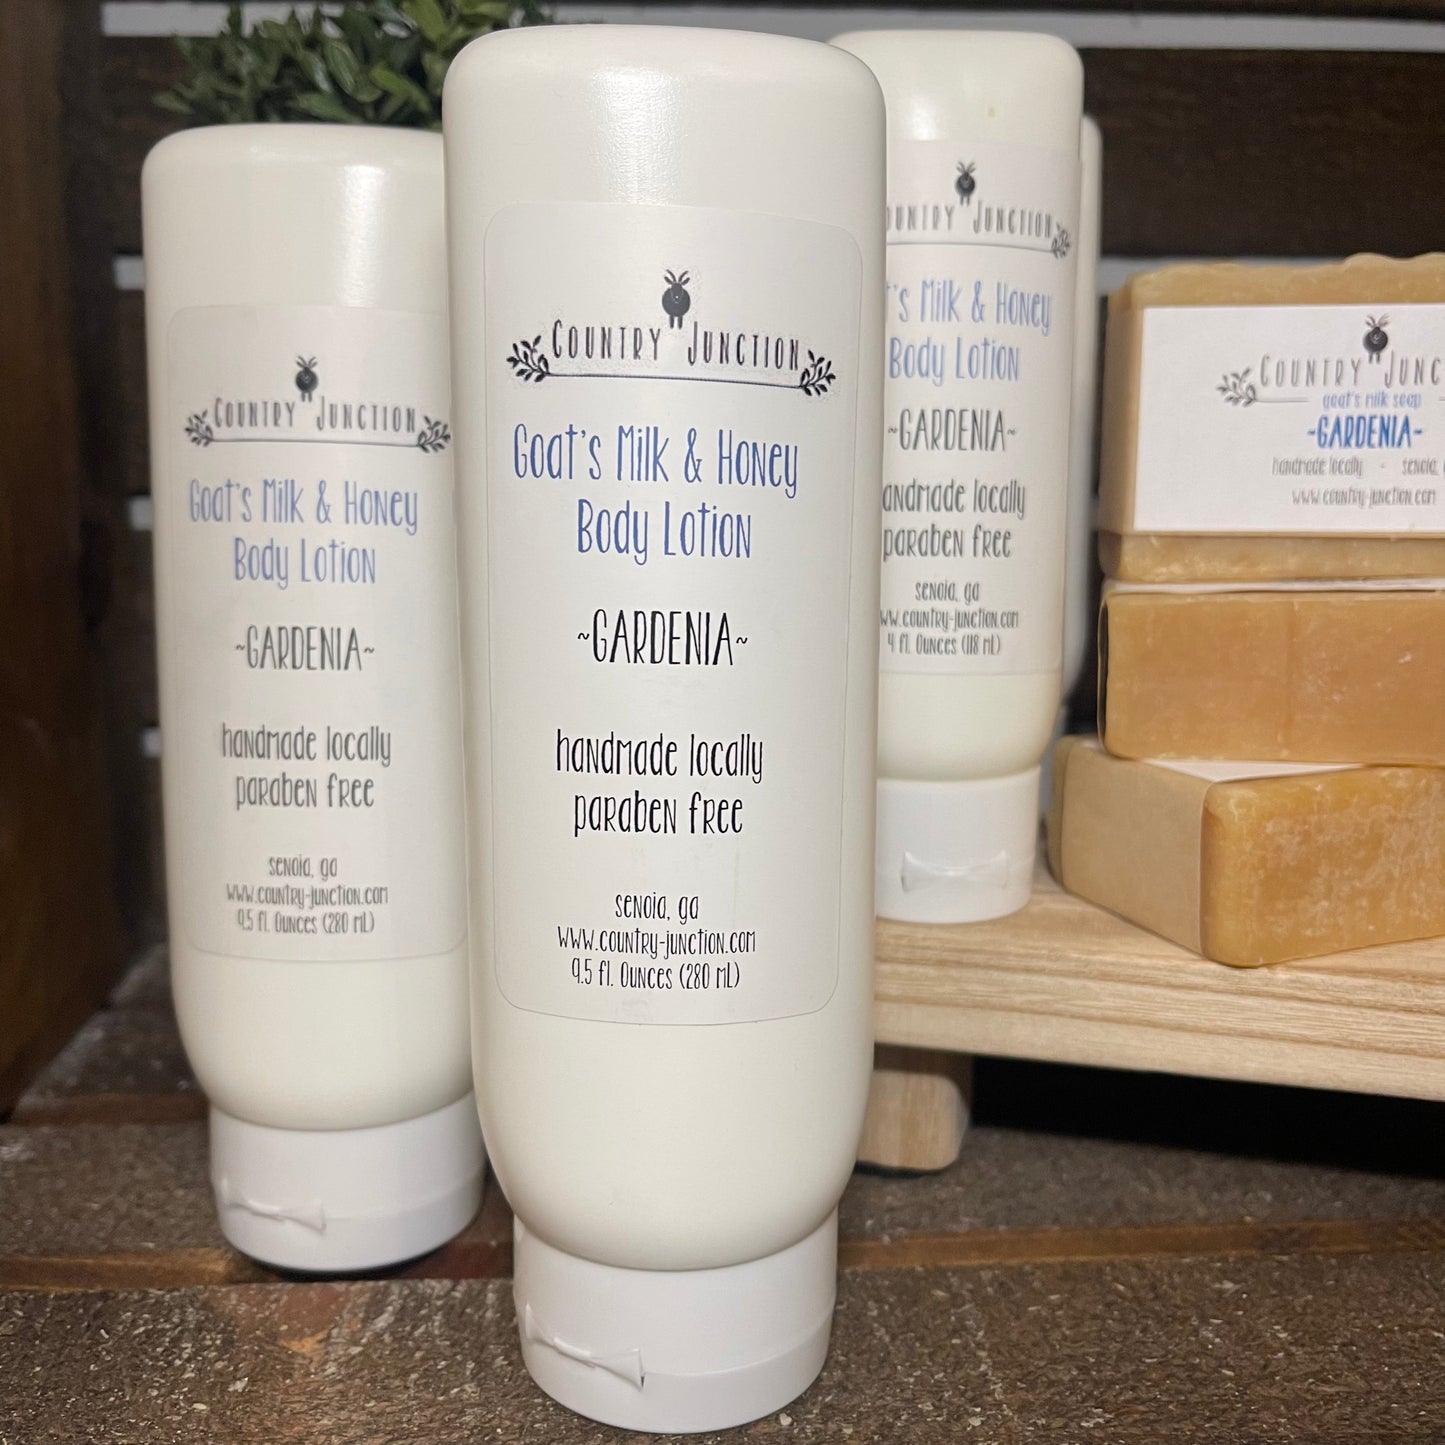 Country Junction
Goat's Milk & Honey
Body Lotion
~GARDENIA~
handmade locally
paraben free
senoia, ga
www.country-junction.com
9.5 fl. Ounces (280 mL)
Country Junction
Goat's Milk & Honey
Body Lotion
~GARDENIA~
handmade locally
paraben free
senoia, ga
www.country-junction.com
9.5 fl. Ounces (280 mL)
Junction
Milk & Honey
Body Lotion
~GARDENIA~
locally
paraben free
senoia, ga
4 fl. Ounces (118 mL)
Country
goat's milk soap
~GARDENIA~
handmade locally - senoia,
www.country-junction.com